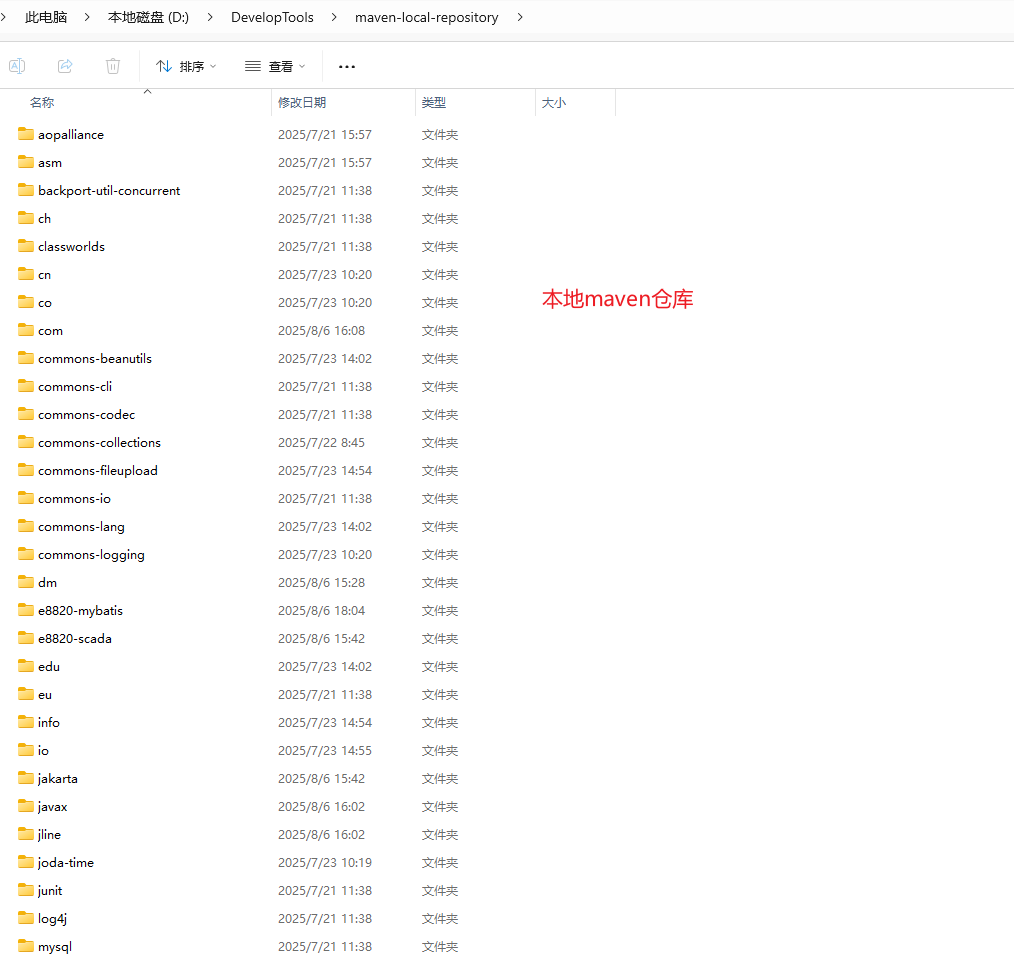 此电脑 > 本地磁盘 (D:) > DevelopTools > maven-local-repository >
排序 查看 ...
名称 修改日期 类型 大小
aopalliance 2025/7/21 15:57 文件夹
asm 2025/7/21 15:57 文件夹
backport-util-concurrent 2025/7/21 11:38 文件夹
ch 2025/7/21 11:38 文件夹
classworlds 2025/7/21 11:38 文件夹
cn 2025/7/23 10:20 文件夹
co 2025/7/23 10:20 文件夹
本地maven仓库
com 2025/8/6 16:08 文件夹
commons-beanutils 2025/7/23 14:02 文件夹
commons-cli 2025/7/21 11:38 文件夹
commons-codec 2025/7/21 11:38 文件夹
commons-collections 2025/7/22 8:45 文件夹
commons-fileupload 2025/7/23 14:54 文件夹
commons-io 2025/7/21 11:38 文件夹
commons-lang 2025/7/23 14:02 文件夹
commons-logging 2025/7/23 10:20 文件夹
dm 2025/8/6 15:28 文件夹
e8820-mybatis 2025/8/6 18:04 文件夹
e8820-scada 2025/8/6 15:42 文件夹
edu 2025/7/23 14:02 文件夹
eu 2025/7/21 11:38 文件夹
info 2025/7/23 14:54 文件夹
io 2025/7/23 14:55 文件夹
jakarta 2025/8/6 15:42 文件夹
javax 2025/8/6 16:02 文件夹
jline 2025/8/6 16:02 文件夹
joda-time 2025/7/23 10:19 文件夹
junit 2025/7/21 11:38 文件夹
log4j 2025/7/21 11:38 文件夹
mysql 2025/7/21 11:38 文件夹